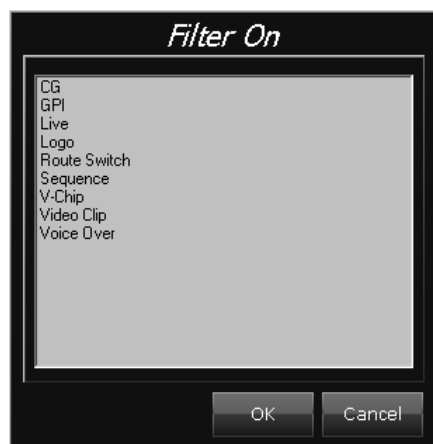 Filter On
CG
GPI
Live
Logo
Route Switch
Sequence
V-Chip
Video Clip
Voice Over
OK
Cancel